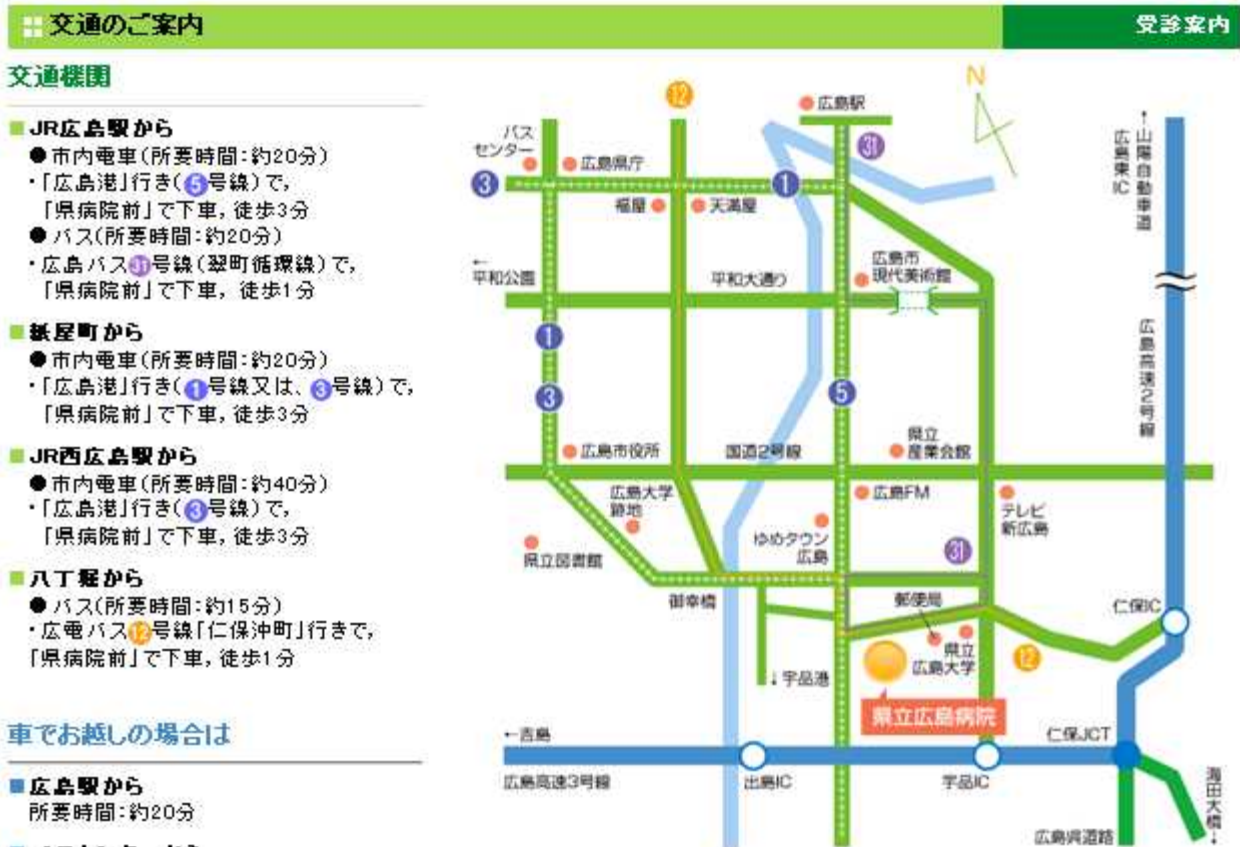 交通のご案内
受診案内
交通機関
JR広島駅から
●市内電車(所要時間:約20分)
・「広島港」行き(5号線)で,
「県病院前」で下車,徒歩3分
●バス(所要時間:約20分)
・広島バス31号線(翠町循環線)で,
「県病院前」で下車, 徒歩1分
紙屋町から
●市内電車(所要時間:約20分)
・「広島港」行き(1号線又は、3号線)で,
「県病院前」で下車,徒歩3分
JR西広島駅から
●市内電車(所要時間:約40分)
・「広島港」行き(3号線)で,
「県病院前」で下車,徒歩3分
八丁堀から
●バス(所要時間:約15分)
・広電バス12号線「仁保沖町」行きで,
「県病院前」で下車,徒歩1分
車でお越しの場合は
広島駅から
所要時間:約20分
N
12
広島駅
31
バス
センター
広島県庁
3
1
福屋
天満屋
←
平和公園
平和大通り
広島市
現代美術館
1
3
5
広島市役所
国道2号線
県立
産業会館
広島大学
跡地
広島FM
テレビ
新広島
ゆめタウン
広島
県立図書館
31
御幸橋
郵便局
仁保IC
県立
広島大学
12
↓宇品港
県立広島病院
←吉島
仁保JCT
広島高速3号線
出島IC
宇品IC
海田大橋↓
広島呉道路
↑山陽自動車道
広島東IC
広島高速2号線